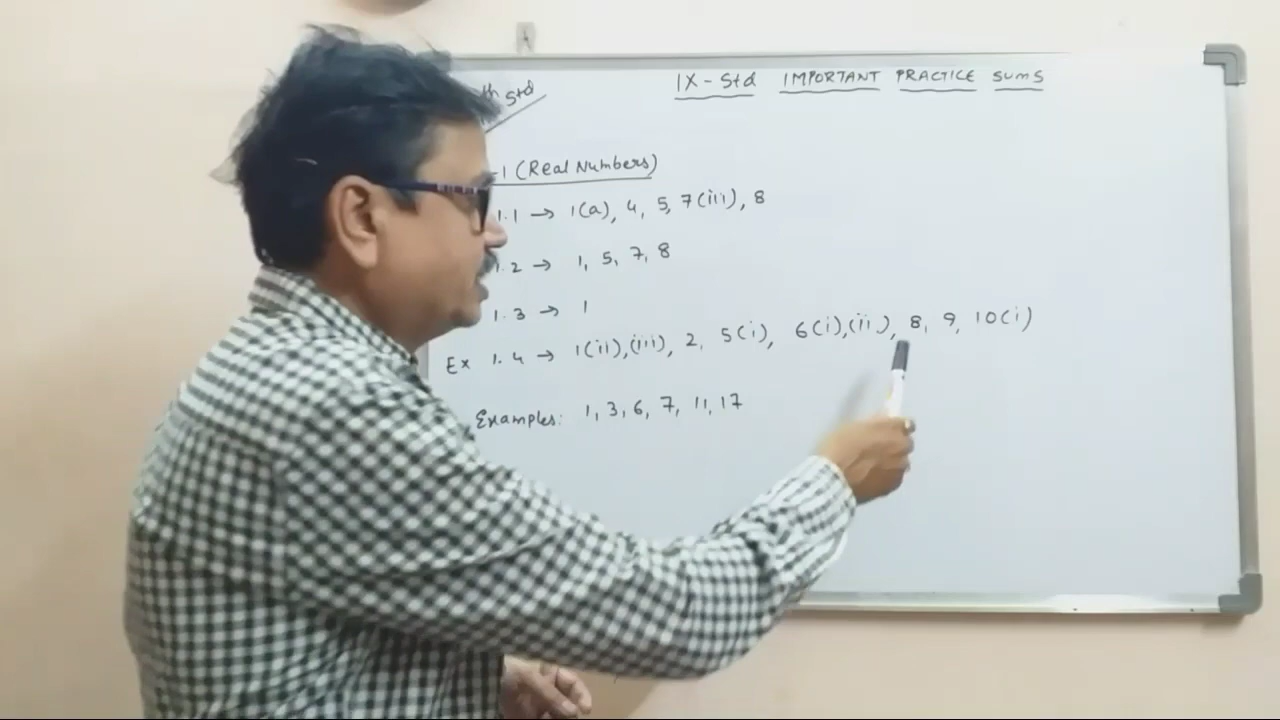 IX - Std IMPORTANT PRACTICE SUMS
th Std
-1 (Real Numbers)
1.1 → 1(a), 4, 5, 7(iii), 8
1.2 → 1, 5, 7, 8
1.3 → 1
Ex 1.4 → 1(ii),(iii), 2, 5(i), 6(i),(ii), 8, 9, 10(i)
Examples: 1, 3, 6, 7, 11, 17